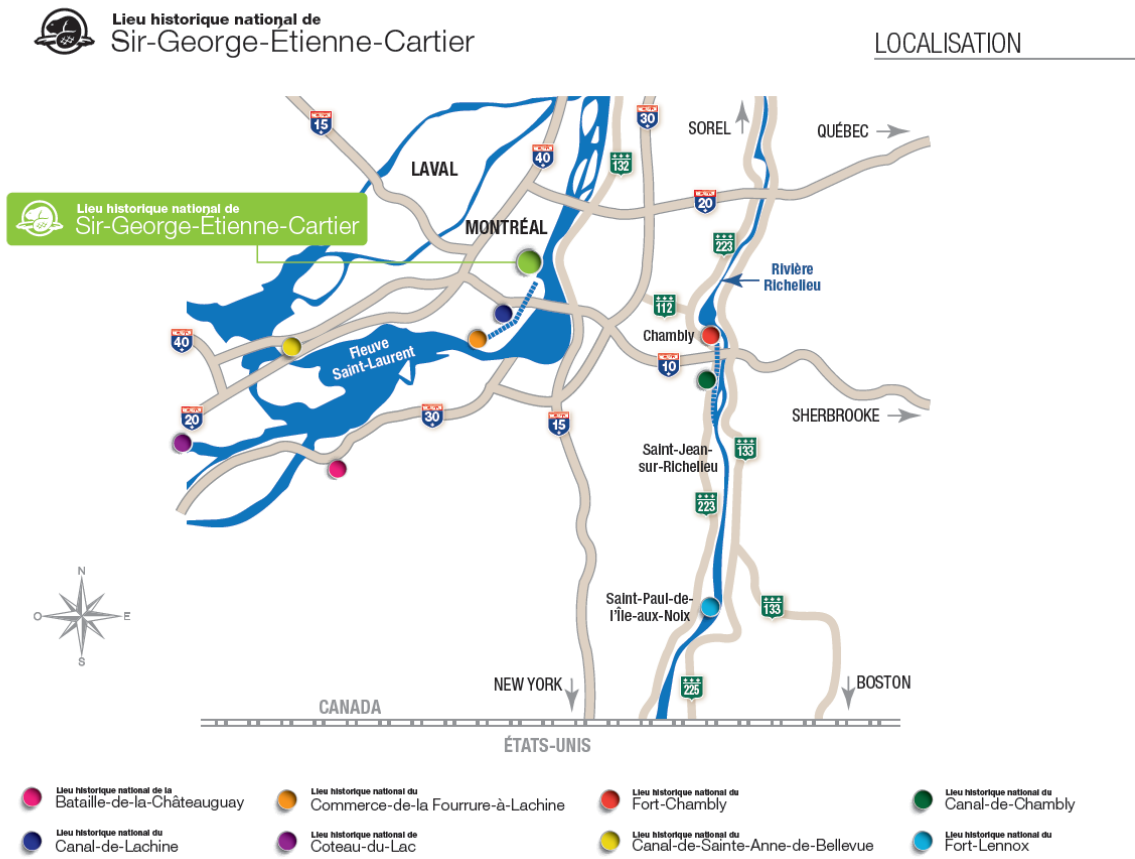 Lieu historique national de
Sir-George-Étienne-Cartier
LOCALISATION
15
30
SOREL
QUÉBEC
40
132
LAVAL
20
Lieu historique national de
Sir-George-Étienne-Cartier
MONTRÉAL
223
Rivière
Richelieu
112
Chambly
40
Fleuve
Saint-Laurent
10
20
30
15
SHERBROOKE
Saint-Jean-
sur-Richelieu
133
223
N
O
E
S
Saint-Paul-de-
l'Île-aux-Noix
133
NEW YORK
225
BOSTON
CANADA
ÉTATS-UNIS
Lieu historique national de la
Bataille-de-la-Châteauguay
Lieu historique national du
Commerce-de-la Fourrure-à-Lachine
Lieu historique national du
Fort-Chambly
Lieu historique national du
Canal-de-Chambly
Lieu historique national du
Canal-de-Lachine
Lieu historique national de
Coteau-du-Lac
Lieu historique national du
Canal-de-Sainte-Anne-de-Bellevue
Lieu historique national du
Fort-Lennox